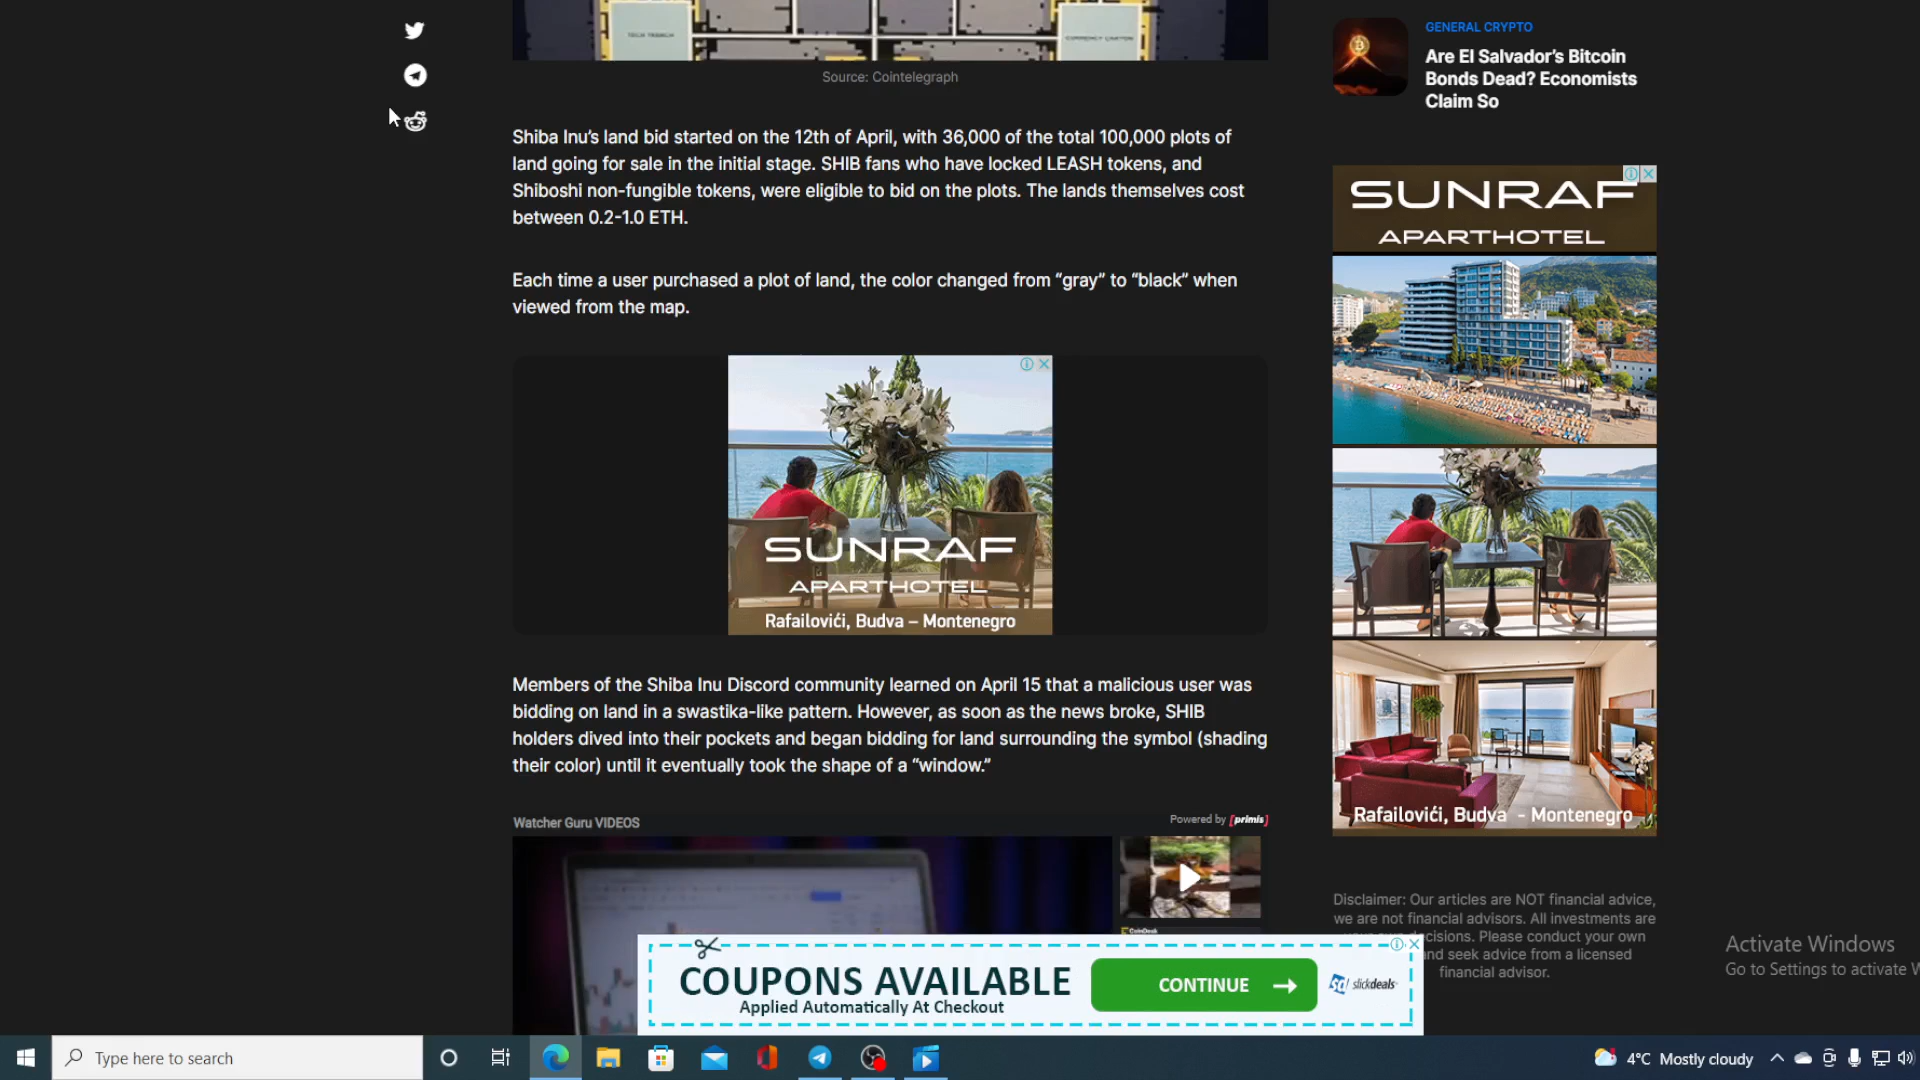 TECH TRENCH
CURRENCY CANYON
Source: Cointelegraph
Shiba Inu’s land bid started on the 12th of April, with 36,000 of the total 100,000 plots of
land going for sale in the initial stage. SHIB fans who have locked LEASH tokens, and
Shiboshi non-fungible tokens, were eligible to bid on the plots. The lands themselves cost
between 0.2-1.0 ETH.
Each time a user purchased a plot of land, the color changed from “gray” to “black” when
viewed from the map.
SUNRAF
APARTHOTEL
Rafailovići, Budva – Montenegro
Members of the Shiba Inu Discord community learned on April 15 that a malicious user was
bidding on land in a swastika-like pattern. However, as soon as the news broke, SHIB
holders dived into their pockets and began bidding for land surrounding the symbol (shading
their color) until it eventually took the shape of a “window.”
Watcher Guru VIDEOS
Powered by [primis]
CoinDesk
GENERAL CRYPTO
Are El Salvador’s Bitcoin
Bonds Dead? Economists
Claim So
SUNRAF
APARTHOTEL
Rafailovići, Budva - Montenegro
Disclaimer: Our articles are NOT financial advice,
we are not financial advisors. All investments are
decisions. Please conduct your own
and seek advice from a licensed
financial advisor.
COUPONS AVAILABLE
Applied Automatically At Checkout
CONTINUE
sd slickdeals
Activate Windows
Go to Settings to activate W
Type here to search
4°C Mostly cloudy